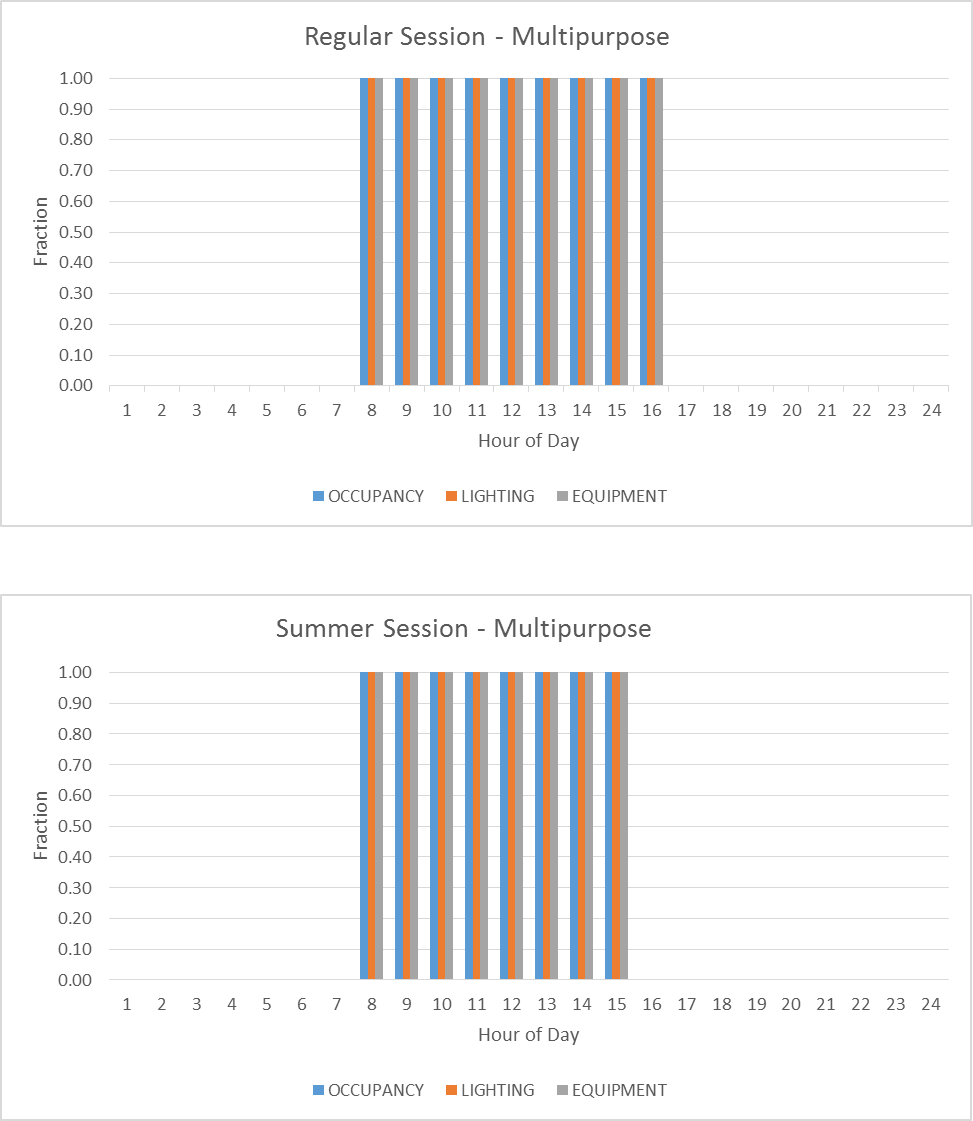 Regular Session - Multipurpose
1.00
0.90
0.80
0.70
0.60
0.50
0.40
0.30
0.20
0.10
0.00
Fraction
1 2 3 4 5 6 7 8 9 10 11 12 13 14 15 16 17 18 19 20 21 22 23 24
Hour of Day
OCCUPANCY LIGHTING EQUIPMENT
Summer Session - Multipurpose
1.00
0.90
0.80
0.70
0.60
0.50
0.40
0.30
0.20
0.10
0.00
Fraction
1 2 3 4 5 6 7 8 9 10 11 12 13 14 15 16 17 18 19 20 21 22 23 24
Hour of Day
OCCUPANCY LIGHTING EQUIPMENT